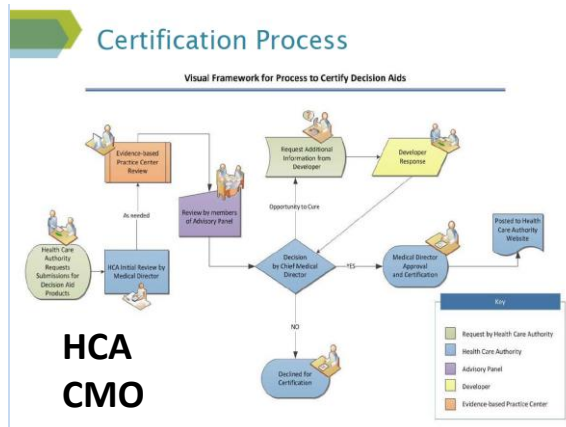 Certification Process
Visual Framework for Process to Certify Decision Aids
Evidence-based
Practice Center
Review
Request Additional
Information from
Developer
Developer
Response
As needed
Review by members
of Advisory Panel
Opportunity to Cure
Posted to Health
Care Authority
Website
Health Care
Authority
Requests
Submissions for
Decision Aid
Products
HCA Initial Review by
Medical Director
Decision
by Chief Medical
Director
YES
Medical Director
Approval
and Certification
NO
Declined for
Certification
HCA
CMO
Key
Request by Health Care Authority
Health Care Authority
Advisory Panel
Developer
Evidence-based Practice Center